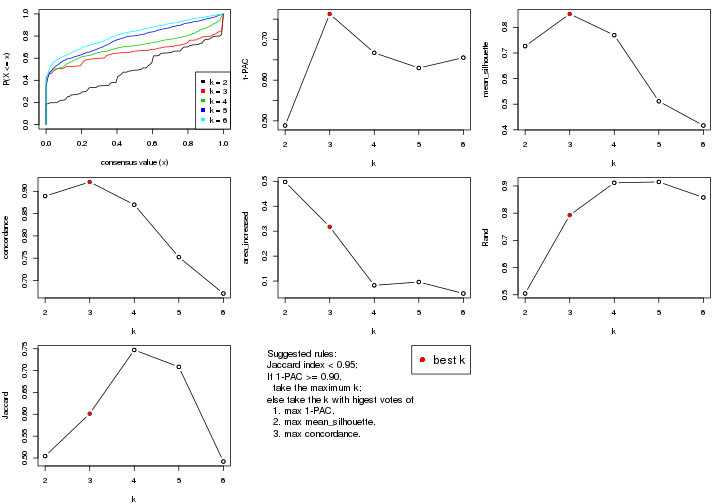 P(X <= x)
0.0 0.2 0.4 0.6 0.8 1.0
k = 2
k = 3
k = 4
k = 5
k = 6
0.0 0.2 0.4 0.6 0.8 1.0
consensus value (x)
1-PAC
0.50 0.60 0.70
2 3 4 5 6
k
mean_silhouette
0.4 0.5 0.6 0.7 0.8
2 3 4 5 6
k
concordance
0.70 0.75 0.80 0.85 0.90
2 3 4 5 6
k
area_increased
0.1 0.2 0.3 0.4 0.5
2 3 4 5 6
k
Rand
0.5 0.6 0.7 0.8 0.9
2 3 4 5 6
k
Jaccard
0.50 0.55 0.60 0.65 0.70 0.75
2 3 4 5 6
k
Suggested rules:
Jaccard index < 0.95;
If 1-PAC >= 0.90,
take the maximum k;
else take the k with higest votes of
1. max 1-PAC,
2. max mean_silhouette,
3. max concordance.
best k